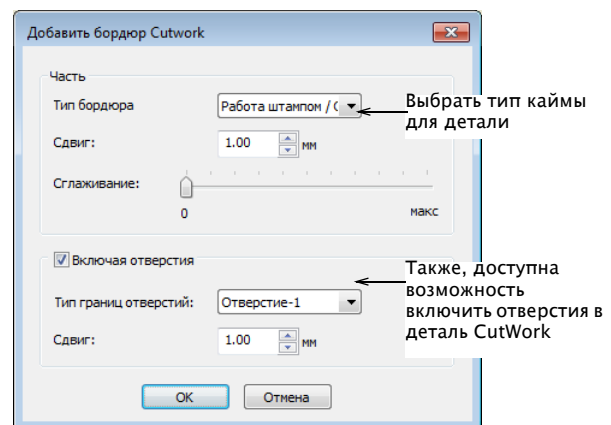 Добавить бордюр Cutwork
Часть
Тип бордюра
Работа штампом / С
Выбрать тип каймы
для детали
Сдвиг:
1.00
мм
Сглаживание:
0
макс
Включая отверстия
Также, доступна
возможность
включить отверстия в
деталь CutWork
Тип границ отверстий:
Отверстие-1
Сдвиг:
1.00
мм
OK
Отмена